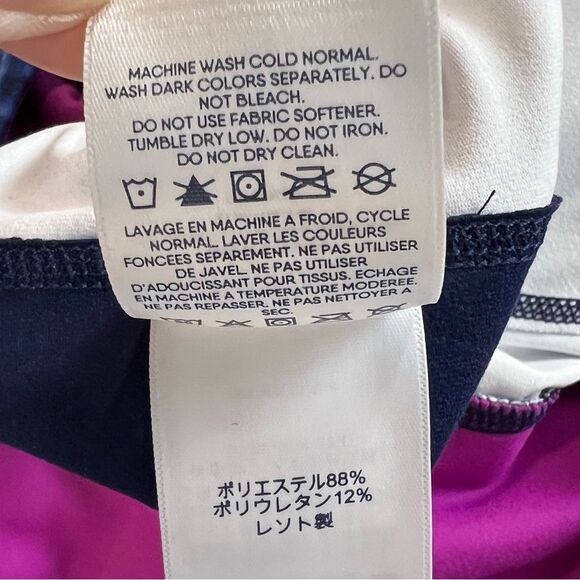 MACHINE WASH COLD NORMAL.
WASH DARK COLORS SEPARATELY. DO
NOT BLEACH.
DO NOT USE FABRIC SOFTENER.
TUMBLE DRY LOW. DO NOT IRON.
DO NOT DRY CLEAN.
LAVAGE EN MACHINE A FROID, CYCLE
NORMAL. LAVER LES COULEURS
FONCEES SEPAREMENT. NE PAS UTILISER
DE JAVEL. NE PAS UTILISER
D'ADOUCISSANT POUR TISSUS. ECHAGE
EN MACHINE A TEMPERATURE MODEREE.
NE PAS REPASSER. NE PAS NETTOYER A
SEC.
ポリエステル88%
ポリウレタン12%
レソト製